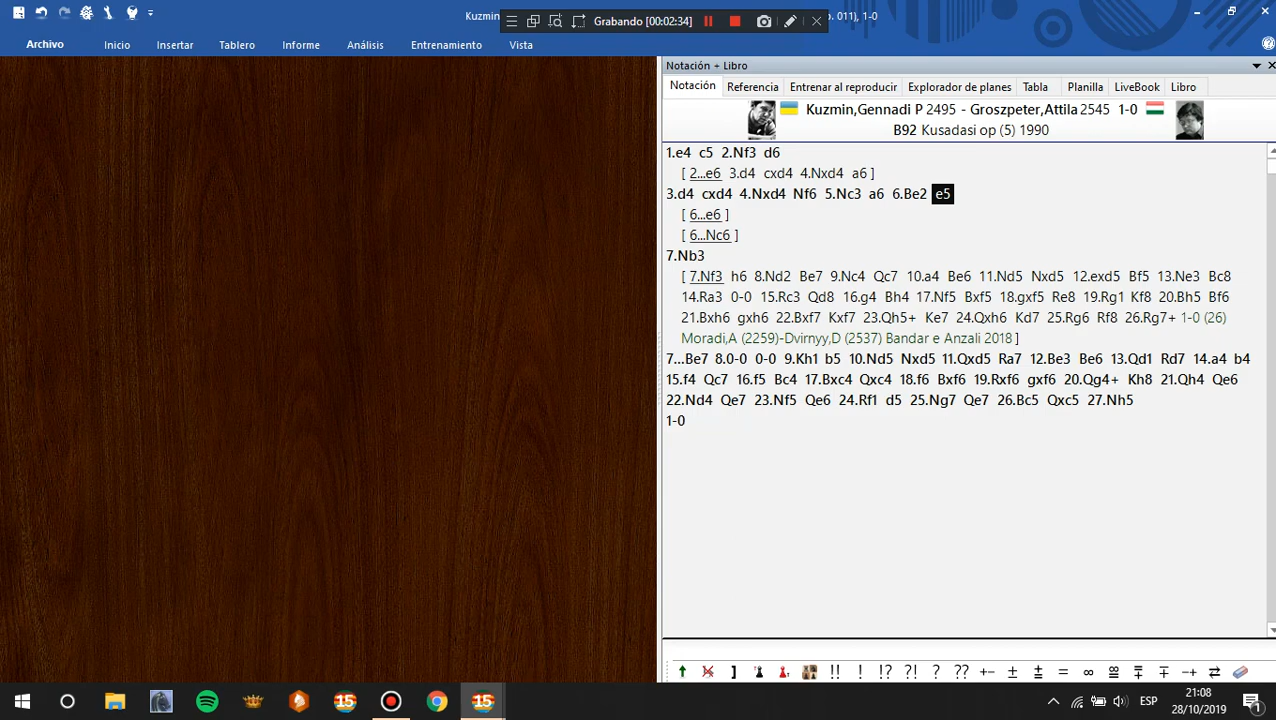 Kuzmin
Grabando [00:02:34]
o. 011), 1-0
Archivo Inicio Insertar Tablero Informe Análisis Entrenamiento Vista
Notación + Libro
Notación Referencia Entrenar al reproducir Explorador de planes Tabla Planilla LiveBook Libro
Kuzmin,Gennadi P 2495 - Groszpeter,Attila 2545 1-0
B92 Kusadasi op (5) 1990
1.e4 c5 2.Nf3 d6
[ 2...e6 3.d4 cxd4 4.Nxd4 a6 ]
3.d4 cxd4 4.Nxd4 Nf6 5.Nc3 a6 6.Be2 e5
[ 6...e6 ]
[ 6...Nc6 ]
7.Nb3
[ 7.Nf3 h6 8.Nd2 Be7 9.Nc4 Qc7 10.a4 Be6 11.Nd5 Nxd5 12.exd5 Bf5 13.Ne3 Bc8
14.Ra3 0-0 15.Rc3 Qd8 16.g4 Bh4 17.Nf5 Bxf5 18.gxf5 Re8 19.Rg1 Kf8 20.Bh5 Bf6
21.Bxh6 gxh6 22.Bxf7 Kxf7 23.Qh5+ Ke7 24.Qxh6 Kd7 25.Rg6 Rf8 26.Rg7+ 1-0 (26)
Moradi,A (2259)-Dvirnyy,D (2537) Bandar e Anzali 2018 ]
7...Be7 8.0-0 0-0 9.Kh1 b5 10.Nd5 Nxd5 11.Qxd5 Ra7 12.Be3 Be6 13.Qd1 Rd7 14.a4 b4
15.f4 Qc7 16.f5 Bc4 17.Bxc4 Qxc4 18.f6 Bxf6 19.Rxf6 gxf6 20.Qg4+ Kh8 21.Qh4 Qe6
22.Nd4 Qe7 23.Nf5 Qe6 24.Rf1 d5 25.Ng7 Qe7 26.Bc5 Qxc5 27.Nh5
1-0
] !! ! !? ?! ? ?? +− ± ⩲ = ∞ ⯹ ⩱ ∓ −+ ⇄
15 15
ESP
21:08
28/10/2019
1